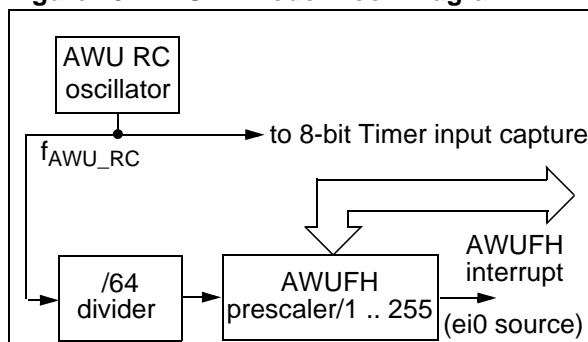 AWU RC
oscillator
to 8-bit Timer input capture
fAWU_RC
/64
divider
AWUFH
prescaler/1 .. 255
AWUFH
interrupt
(ei0 source)